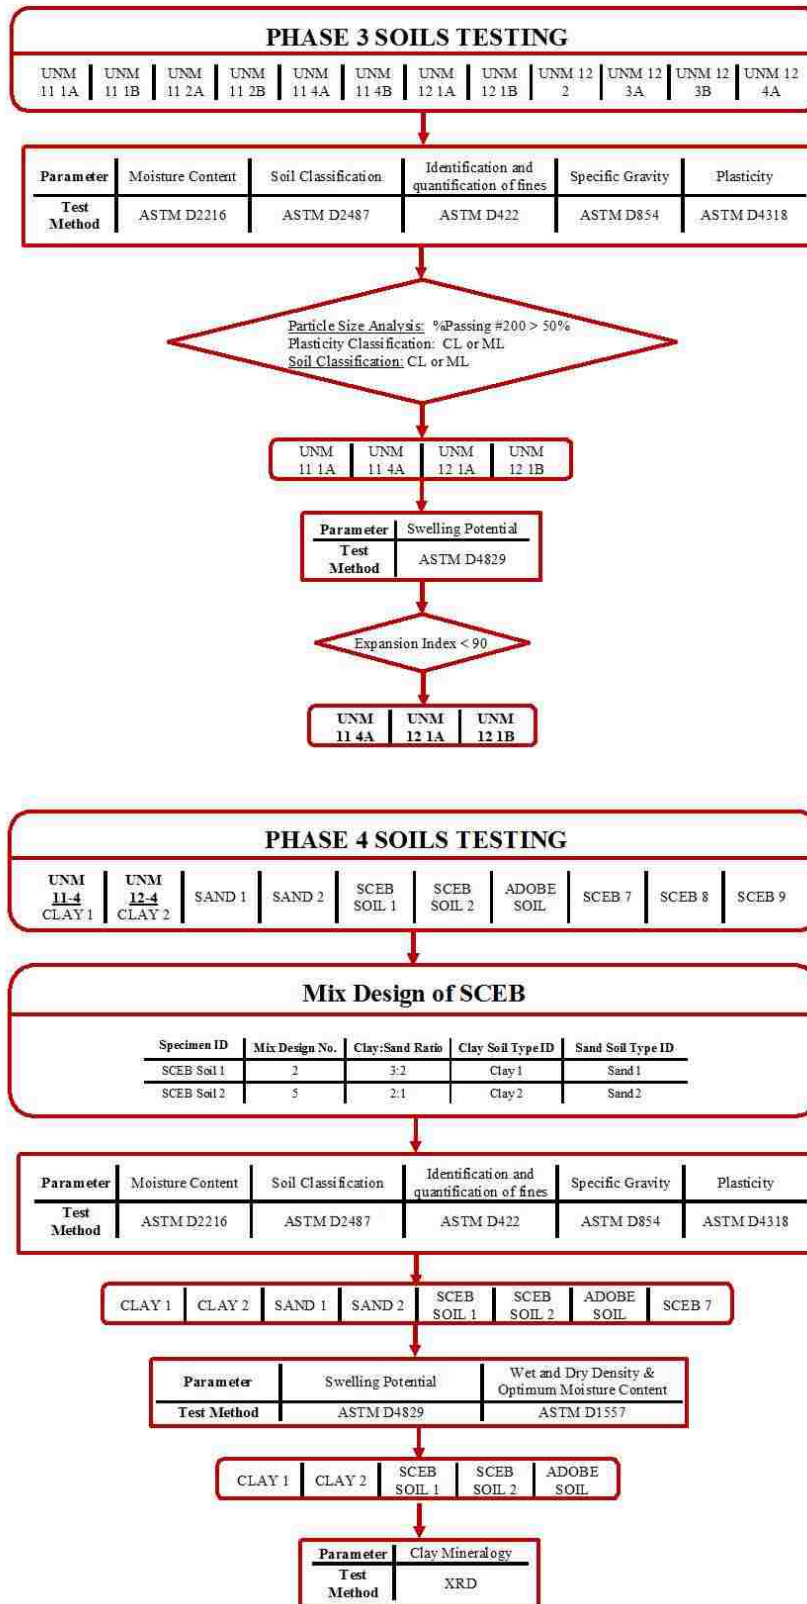 PHASE 3 SOILS TESTING
UNM UNM UNM UNM UNM UNM UNM UNM UNM 12 UNM 12 UNM 12 UNM 12
11 1A 11 1B 11 2A 11 2B 11 4A 11 4B 12 1A 12 1B 2 3A 3B 4A
Parameter Moisture Content Soil Classification Identification and quantification of fines Specific Gravity Plasticity
Test Method ASTM D2216 ASTM D2487 ASTM D422 ASTM D854 ASTM D4318
Particle Size Analysis: %Passing #200 > 50%
Plasticity Classification: CL or ML
Soil Classification: CL or ML
UNM UNM UNM UNM
11 1A 11 4A 12 1A 12 1B
Parameter Swelling Potential
Test Method ASTM D4829
Expansion Index < 90
UNM UNM UNM
11 4A 12 1A 12 1B
PHASE 4 SOILS TESTING
UNM 11-4 CLAY 1 UNM 12-4 CLAY 2 SAND 1 SAND 2 SCEB SOIL 1 SCEB SOIL 2 ADOBE SOIL SCEB 7 SCEB 8 SCEB 9
Mix Design of SCEB
Specimen ID Mix Design No. Clay:Sand Ratio Clay Soil Type ID Sand Soil Type ID
SCEB Soil 1 2 3:2 Clay 1 Sand 1
SCEB Soil 2 5 2:1 Clay 2 Sand 2
Parameter Moisture Content Soil Classification Identification and quantification of fines Specific Gravity Plasticity
Test Method ASTM D2216 ASTM D2487 ASTM D422 ASTM D854 ASTM D4318
CLAY 1 CLAY 2 SAND 1 SAND 2 SCEB SOIL 1 SCEB SOIL 2 ADOBE SOIL SCEB 7
Parameter Swelling Potential Wet and Dry Density & Optimum Moisture Content
Test Method ASTM D4829 ASTM D1557
CLAY 1 CLAY 2 SCEB SOIL 1 SCEB SOIL 2 ADOBE SOIL
Parameter Clay Mineralogy
Test Method XRD